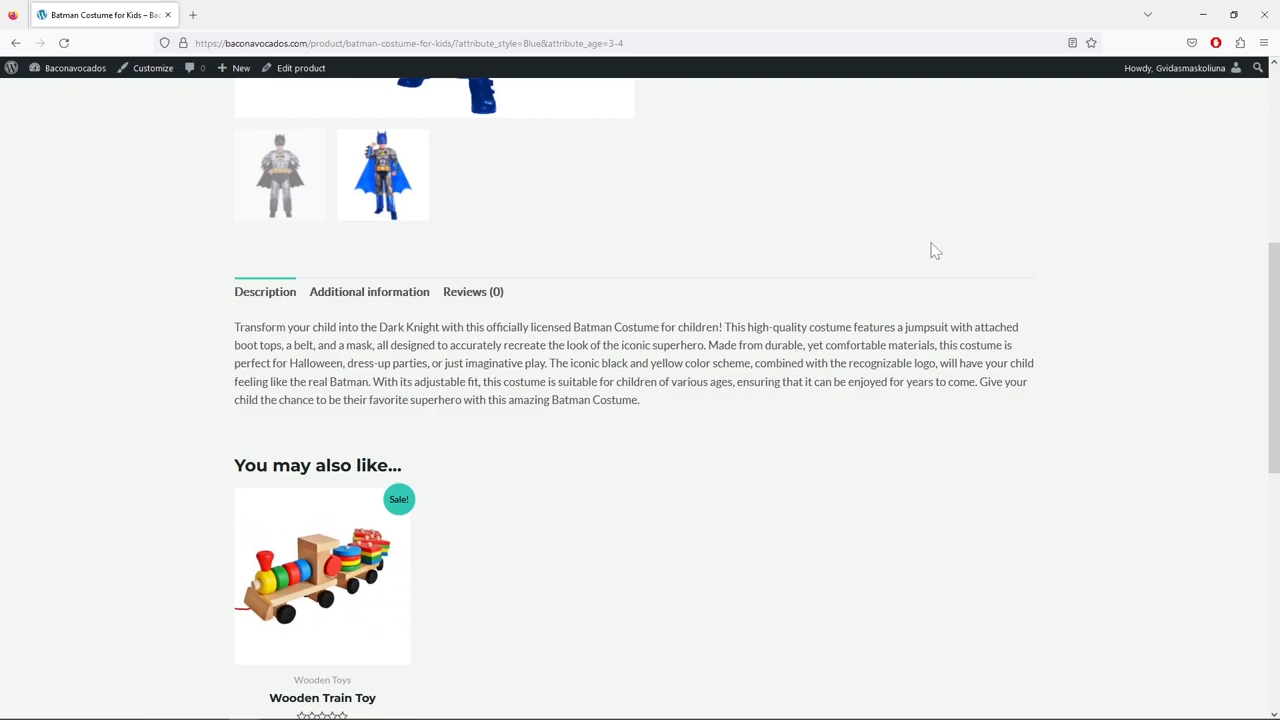 Batman Costume for Kids – Bac
https://baconavocados.com/product/batman-costume-for-kids/?attribute_style=Blue&attribute_age=3-4
Baconavocados
Customize
0
New
Edit product
Howdy, Gvidasmaskoliuna
Description
Additional information
Reviews (0)
Transform your child into the Dark Knight with this officially licensed Batman Costume for children! This high-quality costume features a jumpsuit with attached
boot tops, a belt, and a mask, all designed to accurately recreate the look of the iconic superhero. Made from durable, yet comfortable materials, this costume is
perfect for Halloween, dress-up parties, or just imaginative play. The iconic black and yellow color scheme, combined with the recognizable logo, will have your child
feeling like the real Batman. With its adjustable fit, this costume is suitable for children of various ages, ensuring that it can be enjoyed for years to come. Give your
child the chance to be their favorite superhero with this amazing Batman Costume.
You may also like…
Sale!
Wooden Toys
Wooden Train Toy